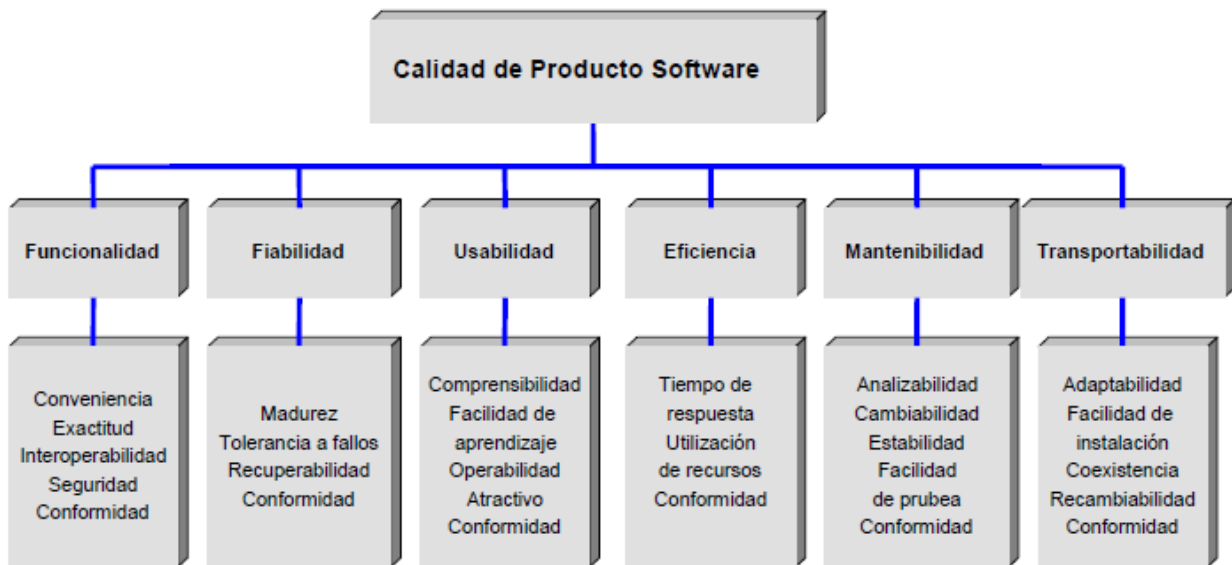 Calidad de Producto Software
Funcionalidad
Fiabilidad
Usabilidad
Eficiencia
Mantenibilidad
Transportabilidad
Conveniencia
Exactitud
Interoperabilidad
Seguridad
Conformidad
Madurez
Tolerancia a fallos
Recuperabilidad
Conformidad
Comprensibilidad
Facilidad de
aprendizaje
Operabilidad
Atractivo
Conformidad
Tiempo de
respuesta
Utilización
de recursos
Conformidad
Analizabilidad
Cambiabilidad
Estabilidad
Facilidad
de prubea
Conformidad
Adaptabilidad
Facilidad de
instalación
Coexistencia
Recambiabilidad
Conformidad